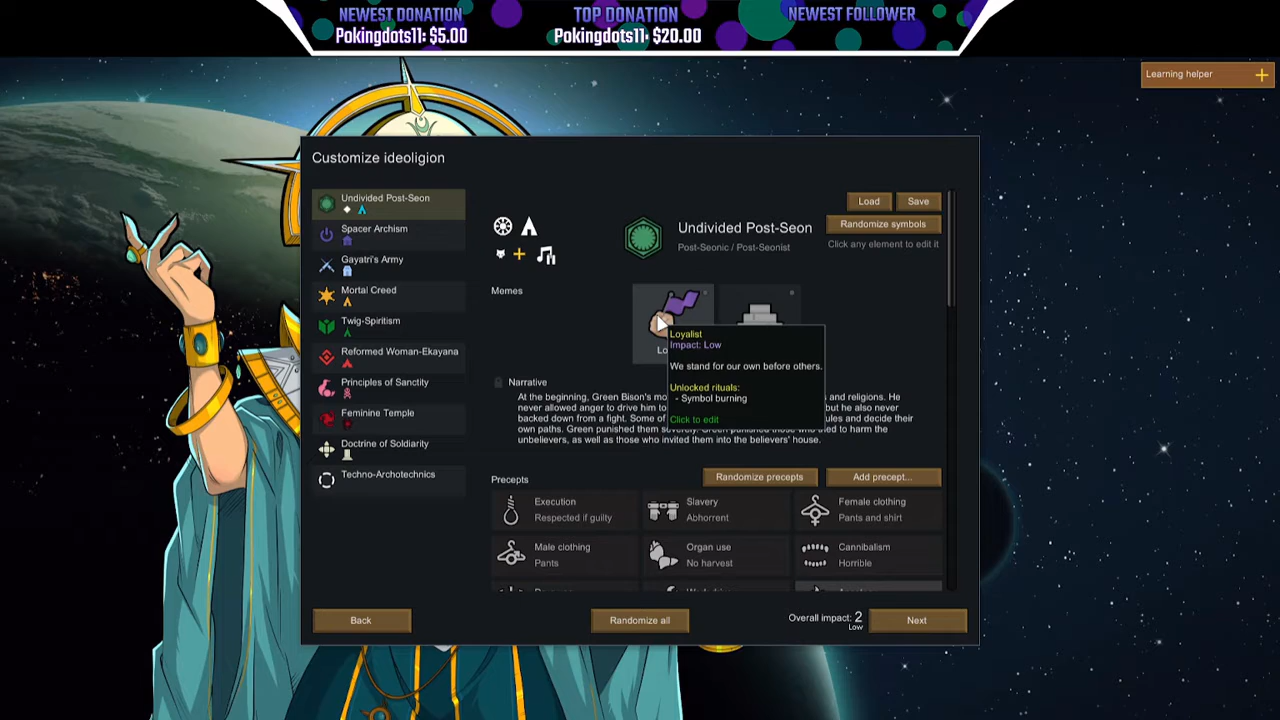 NEWEST DONATION
Pokingdots11: $5.00
TOP DONATION
Pokingdots11: $20.00
NEWEST FOLLOWER
Learning helper
Customize ideoligion
Undivided Post-Seon
Spacer Archism
Gayatri's Army
Mortal Creed
Twig-Spiritism
Reformed Woman-Ekayana
Principles of Sanctity
Feminine Temple
Doctrine of Soldiarity
Techno-Archotechnics
Load
Save
Undivided Post-Seon
Randomize symbols
Post-Seonic / Post-Seonist
Click any element to edit it
Memes
Lo
Loyalist
Impact: Low
We stand for our own before others.
Unlocked rituals:
- Symbol burning
Click to edit
Narrative
At the beginning, Green Bison's mo s and religions. He
never allowed anger to drive him to but he also never
backed down from a fight. Some of ules and decide their
own paths. Green punished them ied to harm the
unbelievers, as well as those who invited them into the believers' house.
Precepts
Randomize precepts
Add precept...
Execution
Respected if guilty
Slavery
Abhorrent
Female clothing
Pants and shirt
Male clothing
Pants
Organ use
No harvest
Cannibalism
Horrible
Back
Randomize all
Overall impact: 2
Low
Next